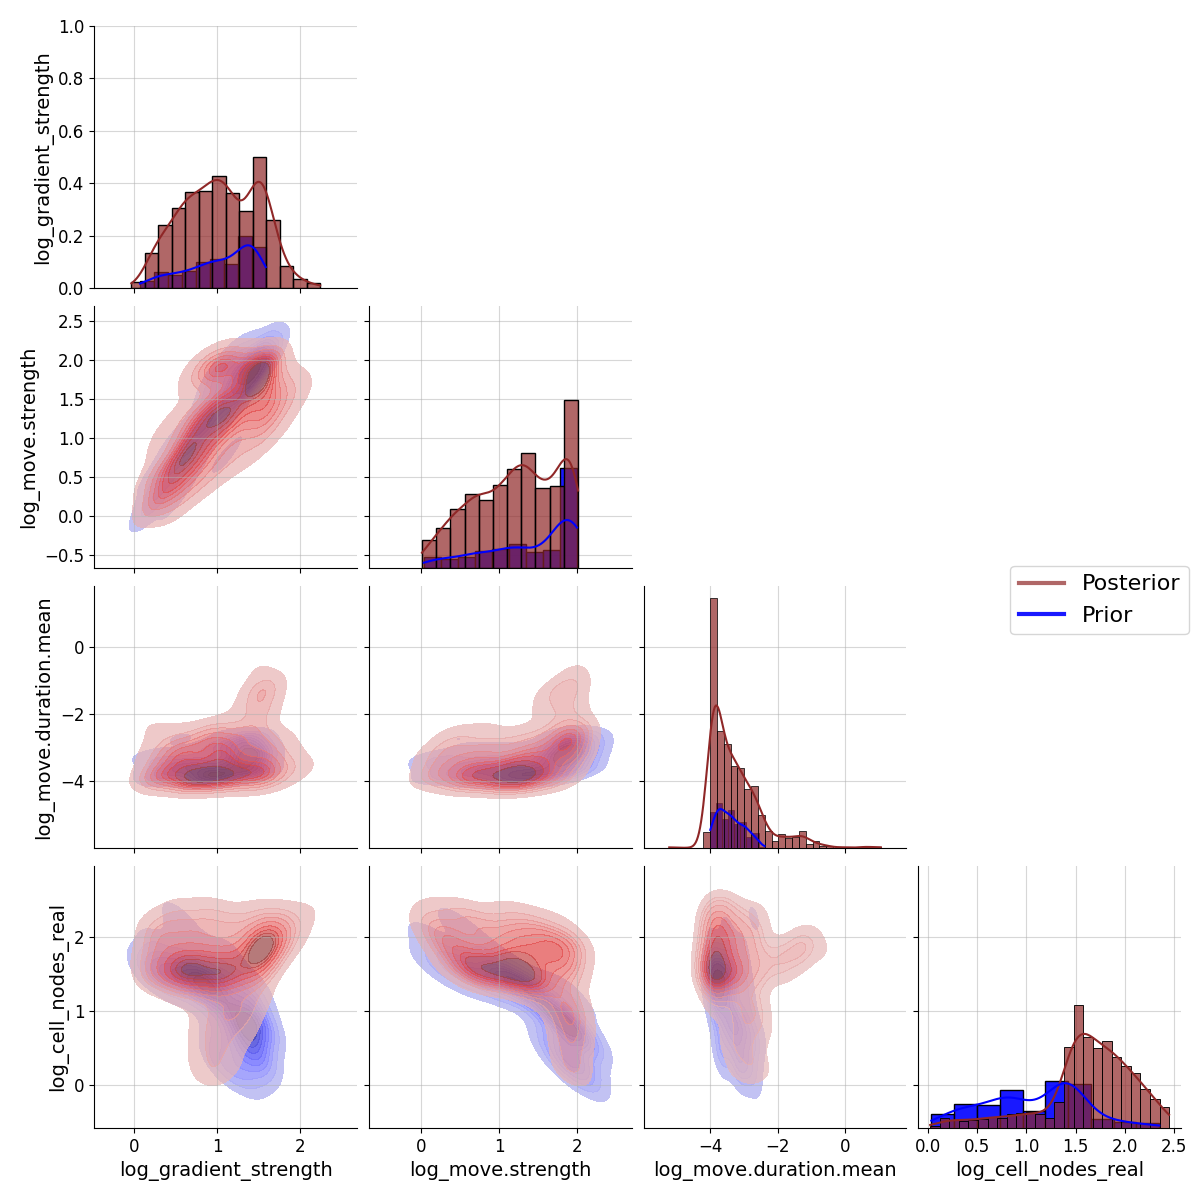 1.0
0.8
0.6
0.4
0.2
0.0
log_gradient_strength
2.5
2.0
1.5
1.0
0.5
0.0
−0.5
log_move.strength
Posterior
Prior
0
−2
−4
log_move.duration.mean
2
1
0
log_cell_nodes_real
0 1 2
0 1 2
−4 −2 0
0.0 0.5 1.0 1.5 2.0 2.5
log_gradient_strength
log_move.strength
log_move.duration.mean
log_cell_nodes_real